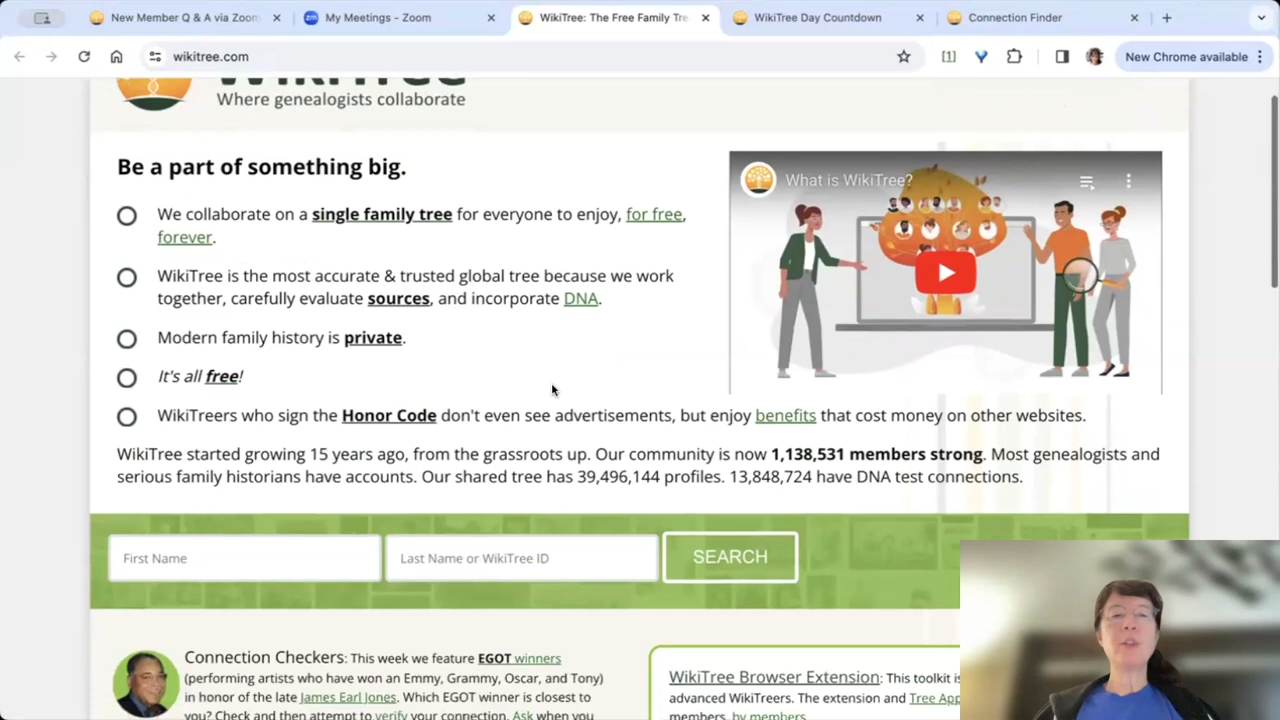 New Member Q & A via Zoom
My Meetings - Zoom
WikiTree: The Free Family Tre
WikiTree Day Countdown
Connection Finder
wikitree.com
New Chrome available
WikiTree
Where genealogists collaborate
Be a part of something big.
We collaborate on a single family tree for everyone to enjoy, for free,
forever.
WikiTree is the most accurate & trusted global tree because we work
together, carefully evaluate sources, and incorporate DNA.
Modern family history is private.
It's all free!
WikiTreers who sign the Honor Code don't even see advertisements, but enjoy benefits that cost money on other websites.
What is WikiTree?
WikiTree started growing 15 years ago, from the grassroots up. Our community is now 1,138,531 members strong. Most genealogists and
serious family historians have accounts. Our shared tree has 39,496,144 profiles. 13,848,724 have DNA test connections.
First Name
Last Name or WikiTree ID
SEARCH
Connection Checkers: This week we feature EGOT winners
(performing artists who have won an Emmy, Grammy, Oscar, and Tony)
in honor of the late James Earl Jones. Which EGOT winner is closest to
you? Check and then attempt to verify your connection. Ask when you
WikiTree Browser Extension: This toolkit is
advanced WikiTreers. The extension and Tree App
members, by members.